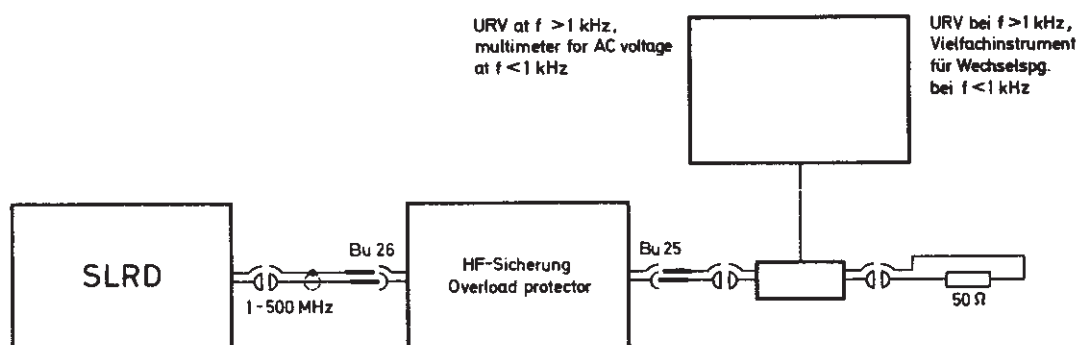 URV at f >1 kHz,
multimeter for AC voltage
at f <1 kHz
URV bei f>1 kHz,
Vielfachinstrument
für Wechselspg.
bei f <1 kHz
SLRD
1-500 MHz
Bu 26
HF-Sicherung
Overload protector
Bu 25
50 Ω